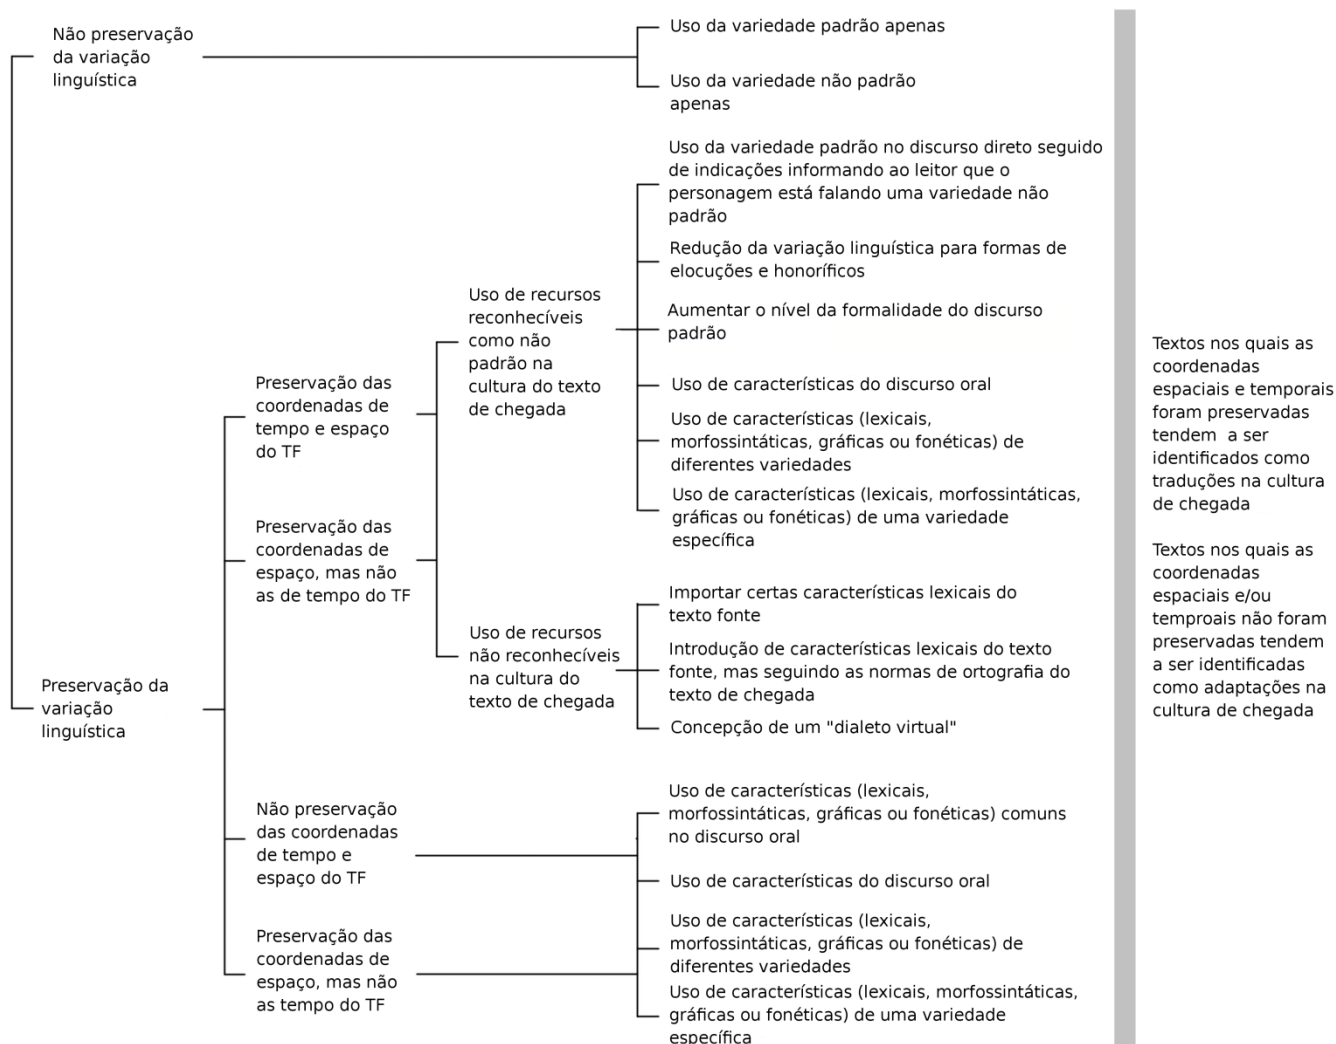 Não preservação
da variação
linguística
Uso da variedade padrão apenas
Uso da variedade não padrão
apenas
Preservação da
variação
linguística
Preservação das
coordenadas de
tempo e espaço
do TF
Preservação das
coordenadas de
espaço, mas não
as de tempo do TF
Uso de recursos
reconhecíveis
como não
padrão na
cultura do texto
de chegada
Uso da variedade padrão no discurso direto seguido
de indicações informando ao leitor que o
personagem está falando uma variedade não
padrão
Redução da variação linguística para formas de
elocuções e honoríficos
Aumentar o nível da formalidade do discurso
padrão
Uso de características do discurso oral
Uso de características (lexicais,
morfossintáticas, gráficas ou fonéticas) de
diferentes variedades
Uso de características (lexicais, morfossintáticas,
gráficas ou fonéticas) de uma variedade
específica
Uso de recursos
não reconhecíveis
na cultura do
texto de chegada
Importar certas características lexicais do
texto fonte
Introdução de características lexicais do texto
fonte, mas seguindo as normas de ortografia do
texto de chegada
Concepção de um "dialeto virtual"
Não preservação
das coordenadas
de tempo e
espaço do TF
Preservação das
coordenadas de
espaço, mas não
as tempo do TF
Uso de características (lexicais,
morfossintáticas, gráficas ou fonéticas) comuns
no discurso oral
Uso de características do discurso oral
Uso de características (lexicais,
morfossintáticas, gráficas ou fonéticas) de
diferentes variedades
Uso de características (lexicais, morfossintáticas,
gráficas ou fonéticas) de uma variedade
específica
Textos nos quais as
coordenadas
espaciais e temporais
foram preservadas
tendem a ser
identificados como
traduções na cultura
de chegada
Textos nos quais as
coordenadas
espaciais e/ou
temproais não foram
preservadas tendem
a ser identificadas
como adaptações na
cultura de chegada